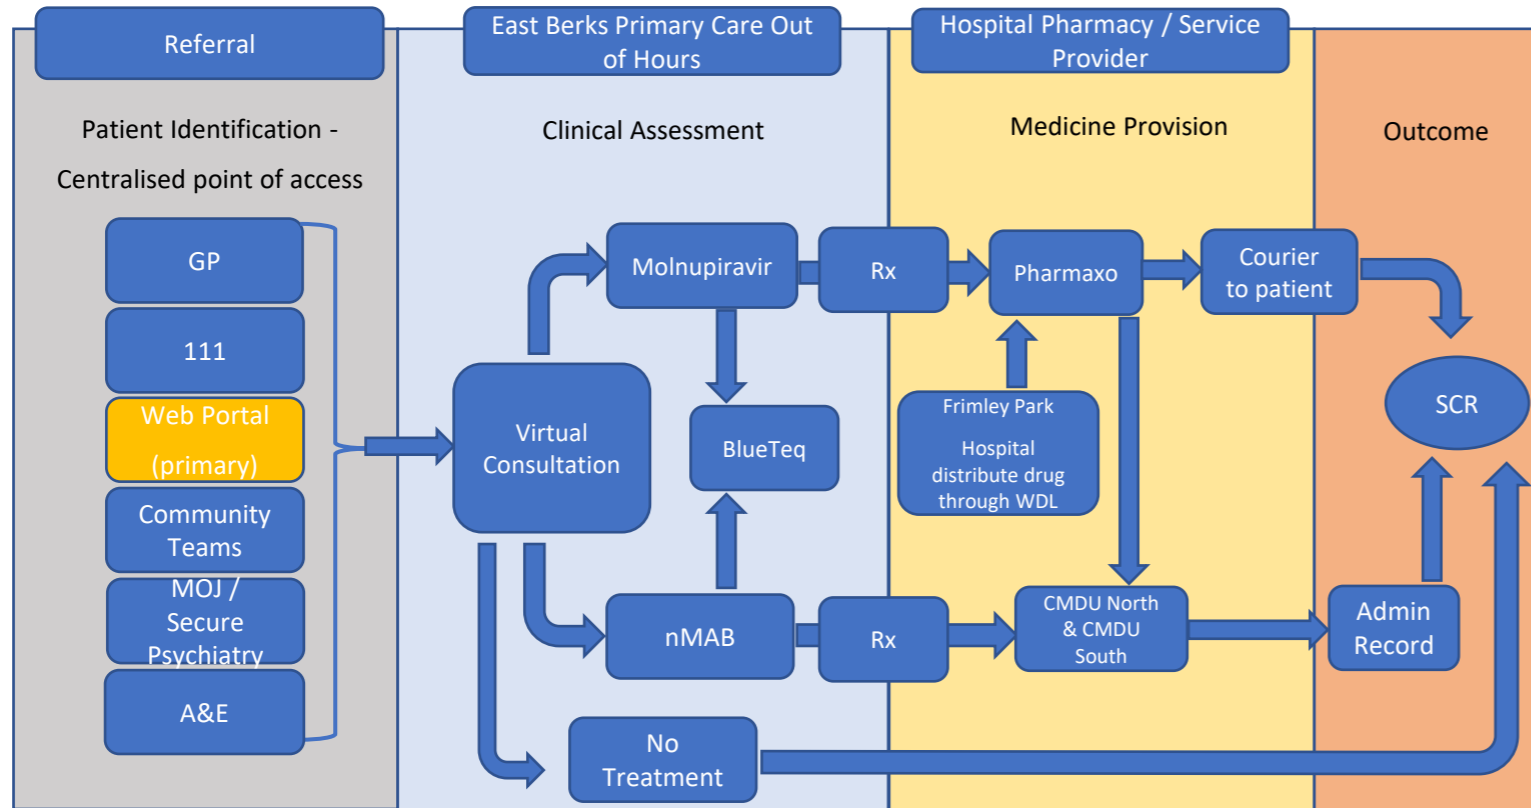 Referral
East Berks Primary Care Out
of Hours
Hospital Pharmacy / Service
Provider
Patient Identification -
Centralised point of access
Clinical Assessment
Medicine Provision
Outcome
GP
111
Web Portal
(primary)
Community
Teams
MOJ /
Secure
Psychiatry
A&E
Virtual
Consultation
Molnupiravir
Rx
BlueTeq
nMAB
Rx
No
Treatment
Pharmaxo
Courier
to patient
Frimley Park
Hospital
distribute drug
through WDL
CMDU North
& CMDU
South
Admin
Record
SCR